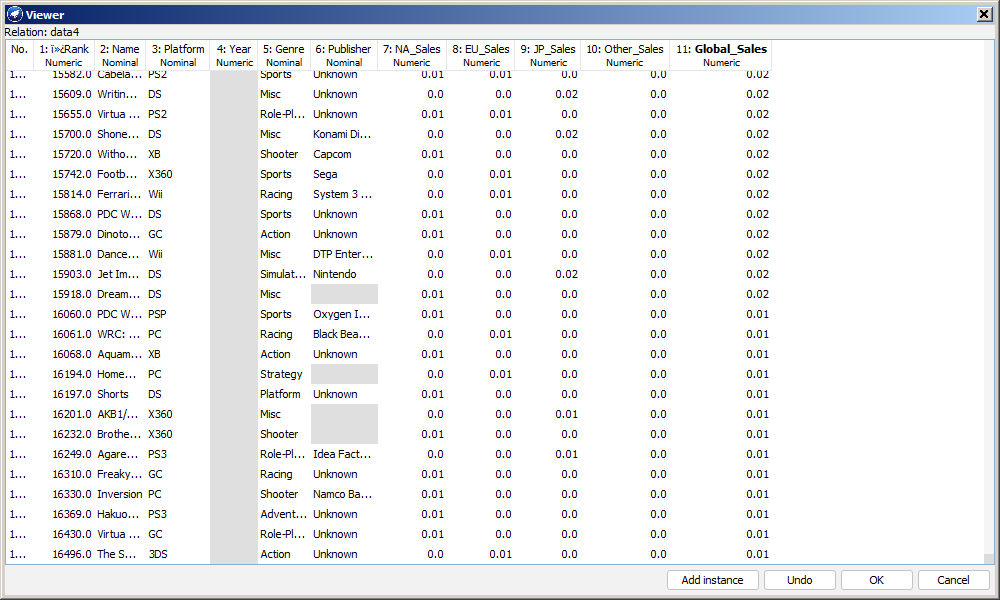 Viewer
Relation: data4
No. 1: ï»¿Rank 2: Name 3: Platform 4: Year 5: Genre 6: Publisher 7: NA_Sales 8: EU_Sales 9: JP_Sales 10: Other_Sales 11: Global_Sales
Numeric Nominal Nominal Numeric Nominal Nominal Numeric Numeric Numeric Numeric Numeric
1... 15582.0 Cabela... PS2 Sports Unknown 0.01 0.01 0.0 0.0 0.02
1... 15609.0 Writin... DS Misc Unknown 0.0 0.0 0.02 0.0 0.02
1... 15655.0 Virtua ... PS2 Role-Pl... Unknown 0.01 0.01 0.0 0.0 0.02
1... 15700.0 Shone... DS Misc Konami Di... 0.0 0.0 0.02 0.0 0.02
1... 15720.0 Witho... XB Shooter Capcom 0.01 0.0 0.0 0.0 0.02
1... 15742.0 Footb... X360 Sports Sega 0.0 0.01 0.0 0.0 0.02
1... 15814.0 Ferrari... Wii Racing System 3 ... 0.0 0.01 0.0 0.0 0.02
1... 15868.0 PDC W... DS Sports Unknown 0.01 0.0 0.0 0.0 0.02
1... 15879.0 Dinoto... GC Action Unknown 0.01 0.0 0.0 0.0 0.02
1... 15881.0 Dance... Wii Misc DTP Enter... 0.0 0.01 0.0 0.0 0.02
1... 15903.0 Jet Im... DS Simulat... Nintendo 0.0 0.0 0.02 0.0 0.02
1... 15918.0 Dream... DS Misc 0.01 0.0 0.0 0.0 0.02
1... 16060.0 PDC W... PSP Sports Oxygen I... 0.01 0.0 0.0 0.0 0.01
1... 16061.0 WRC: ... PC Racing Black Bea... 0.0 0.01 0.0 0.0 0.01
1... 16068.0 Aquam... XB Action Unknown 0.01 0.0 0.0 0.0 0.01
1... 16194.0 Home... PC Strategy 0.0 0.01 0.0 0.0 0.01
1... 16197.0 Shorts DS Platform Unknown 0.01 0.0 0.0 0.0 0.01
1... 16201.0 AKB1/... X360 Misc 0.0 0.0 0.01 0.0 0.01
1... 16232.0 Brothe... X360 Shooter 0.01 0.0 0.0 0.0 0.01
1... 16249.0 Agare... PS3 Role-Pl... Idea Fact... 0.0 0.0 0.01 0.0 0.01
1... 16310.0 Freaky... GC Racing Unknown 0.01 0.0 0.0 0.0 0.01
1... 16330.0 Inversion PC Shooter Namco Ba... 0.01 0.0 0.0 0.0 0.01
1... 16369.0 Hakuo... PS3 Advent... Unknown 0.01 0.0 0.0 0.0 0.01
1... 16430.0 Virtua ... GC Role-Pl... Unknown 0.01 0.0 0.0 0.0 0.01
1... 16496.0 The S... 3DS Action Unknown 0.0 0.01 0.0 0.0 0.01
Add instance Undo OK Cancel